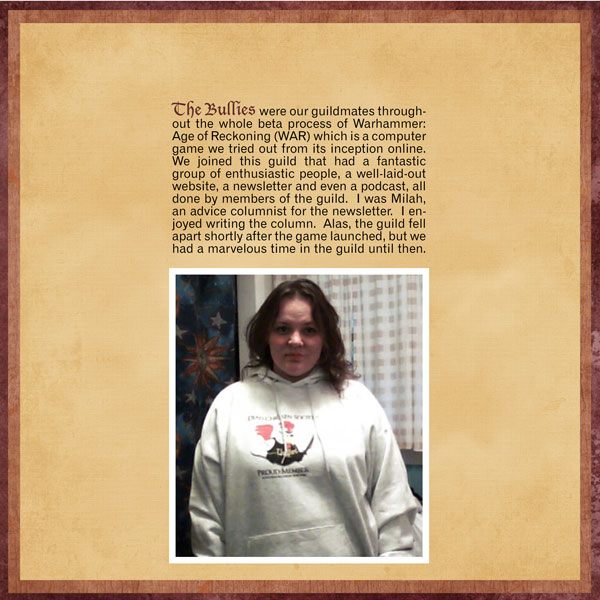 The Bullies were our guildmates through-
out the whole beta process of Warhammer:
Age of Reckoning (WAR) which is a computer
game we tried out from its inception online.
We joined this guild that had a fantastic
group of enthusiastic people, a well-laid-out
website, a newsletter and even a podcast, all
done by members of the guild. I was Milah,
an advice columnist for the newsletter. I en-
joyed writing the column. Alas, the guild fell
apart shortly after the game launched, but we
had a marvelous time in the guild until then.
PROUD MEMBER